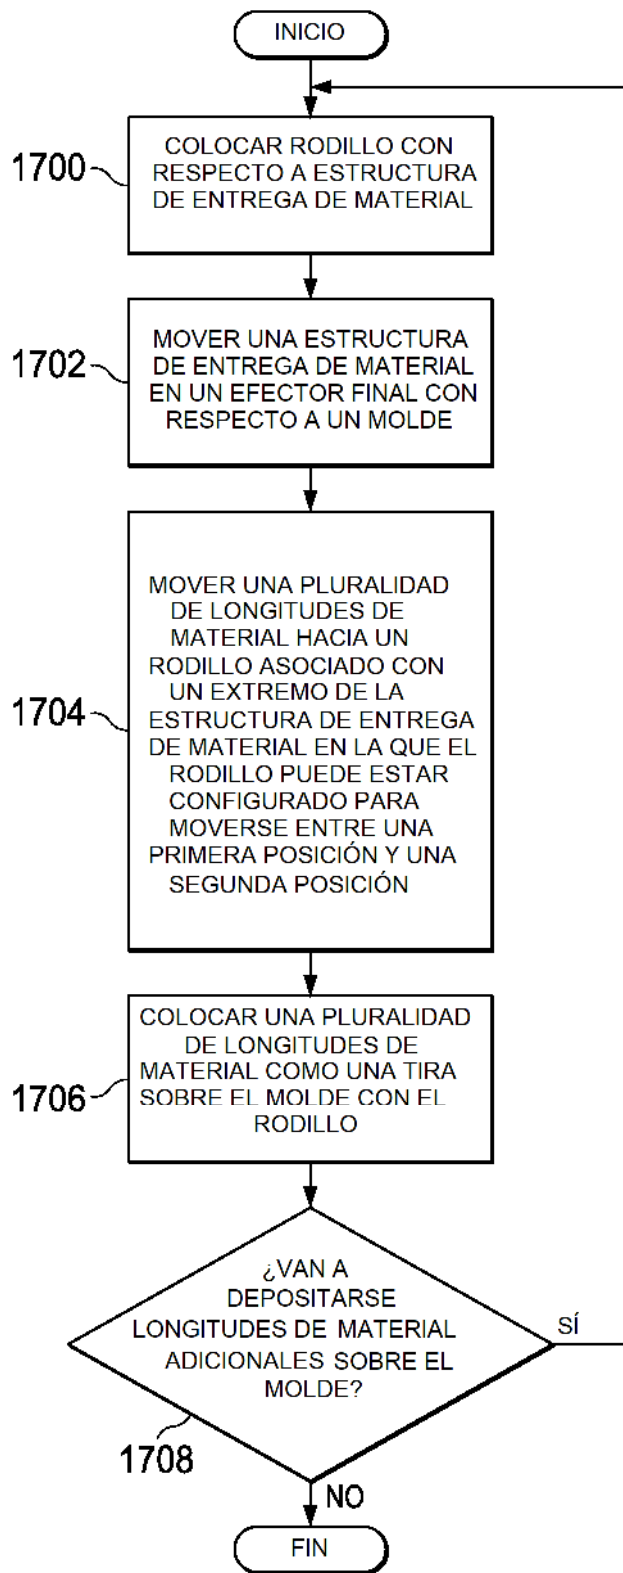 INICIO
1700
COLOCAR RODILLO CON
RESPECTO A ESTRUCTURA
DE ENTREGA DE MATERIAL
1702
MOVER UNA ESTRUCTURA
DE ENTREGA DE MATERIAL
EN UN EFECTOR FINAL CON
RESPECTO A UN MOLDE
1704
MOVER UNA PLURALIDAD
DE LONGITUDES DE
MATERIAL HACIA UN
RODILLO ASOCIADO CON
UN EXTREMO DE LA
ESTRUCTURA DE ENTREGA
DE MATERIAL EN LA QUE EL
RODILLO PUEDE ESTAR
CONFIGURADO PARA
MOVERSE ENTRE UNA
PRIMERA POSICIÓN Y UNA
SEGUNDA POSICIÓN
1706
COLOCAR UNA PLURALIDAD
DE LONGITUDES DE
MATERIAL COMO UNA TIRA
SOBRE EL MOLDE CON EL
RODILLO
¿VAN A
DEPOSITARSE
LONGITUDES DE MATERIAL
ADICIONALES SOBRE EL
MOLDE?
SÍ
1708
NO
FIN